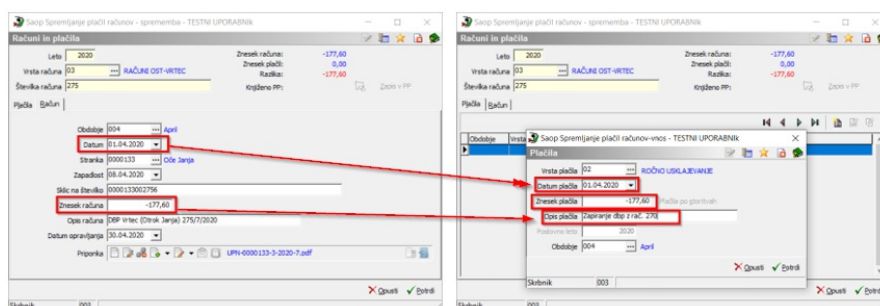 Saop Spremljanje plačil računov - sprememba - TESTNI UPORABNIK
Računi in plačila
Leto 2020
Vrsta računa 03 ... RAČUNI OST-VRTEC
Številka računa 275
Znesek računa: -177,60
Znesek plačil: 0,00
Razlika: -177,60
Knjiženo PP:
Zapis v PP
Plačila Račun
Obdobje 004 ... April
Datum 01.04.2020
Stranka 0000133 ... Oče Janja
Zapadlost 08.04.2020
Sklic na številko 0000133002756
Znesek računa -177,60
Opis računa DBP Vrtec (Otrok Janja) 275/7/2020
Datum opravljanja 30.04.2020
Priponka UPN-0000133-3-2020-7.pdf
Opusti Potrdi
Skrbnik 003
Saop Spremljanje plačil računov - sprememba - TESTNI UPORABNIK
Računi in plačila
Leto 2020
Vrsta računa 03 ... RAČUNI OST-VRTEC
Številka računa 275
Znesek računa: -177,60
Znesek plačil: 0,00
Razlika: -177,60
Knjiženo PP:
Zapis v PP
Plačila Račun
Obdobje
Saop Spremljanje plačil računov-vnos - TESTNI UPORABNIK
Plačila
Vrsta plačila 02 ... ROČNO USKLAJEVANJE
Datum plačila 01.04.2020
Znesek plačila -177,60 Plačila po storitvah
Opis plačila Zapiranje dbp z rač. 270
Poslovno leto 2020
Obdobje 004 ... April
Opusti Potrdi
Skrbnik 003
Opusti Potrdi
Skrbnik 003